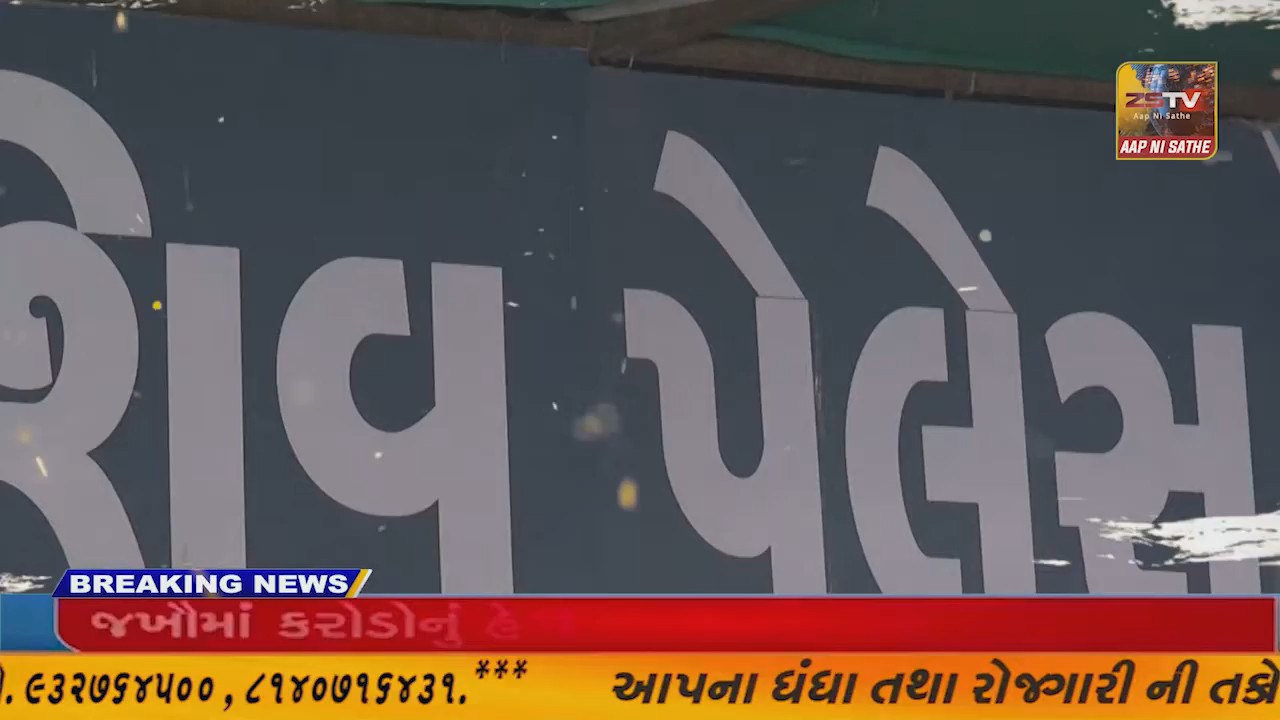 શિવ પેલેસ
ZSTV
Aap Ni Sathe
AAP NI SATHE
BREAKING NEWS
જખૌમાં કરોડોનું હે
૯૩૨૭૬૪૫૦૦ , ૮૧૪૦૭૧૬૪૩૧.*** આપના ધંધા તથા રોજગારી ની